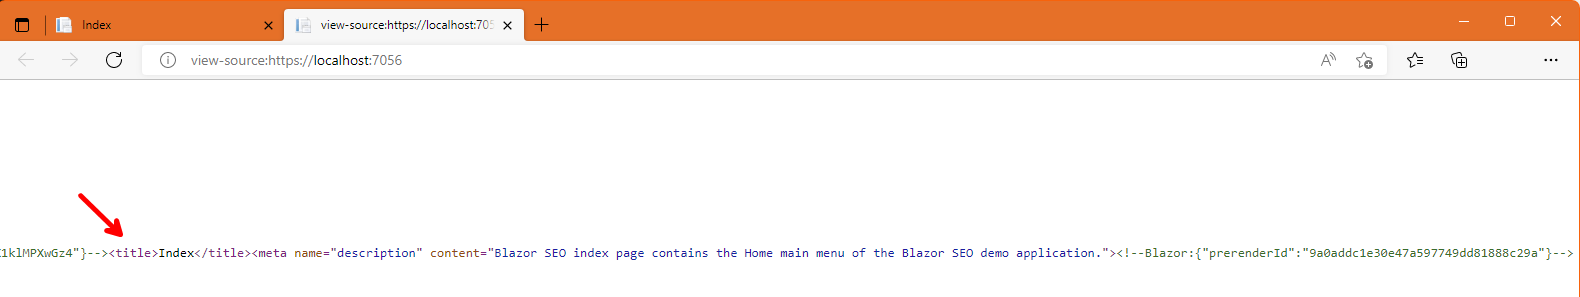 Index
view-source:https://localhost:705
view-source:https://localhost:7056
1klMPXwGz4"}--><title>Index</title><meta name="description" content="Blazor SEO index page contains the Home main menu of the Blazor SEO demo application."><!--Blazor:{"prerenderId":"9a0addc1e30e47a597749dd81888c29a"}-->